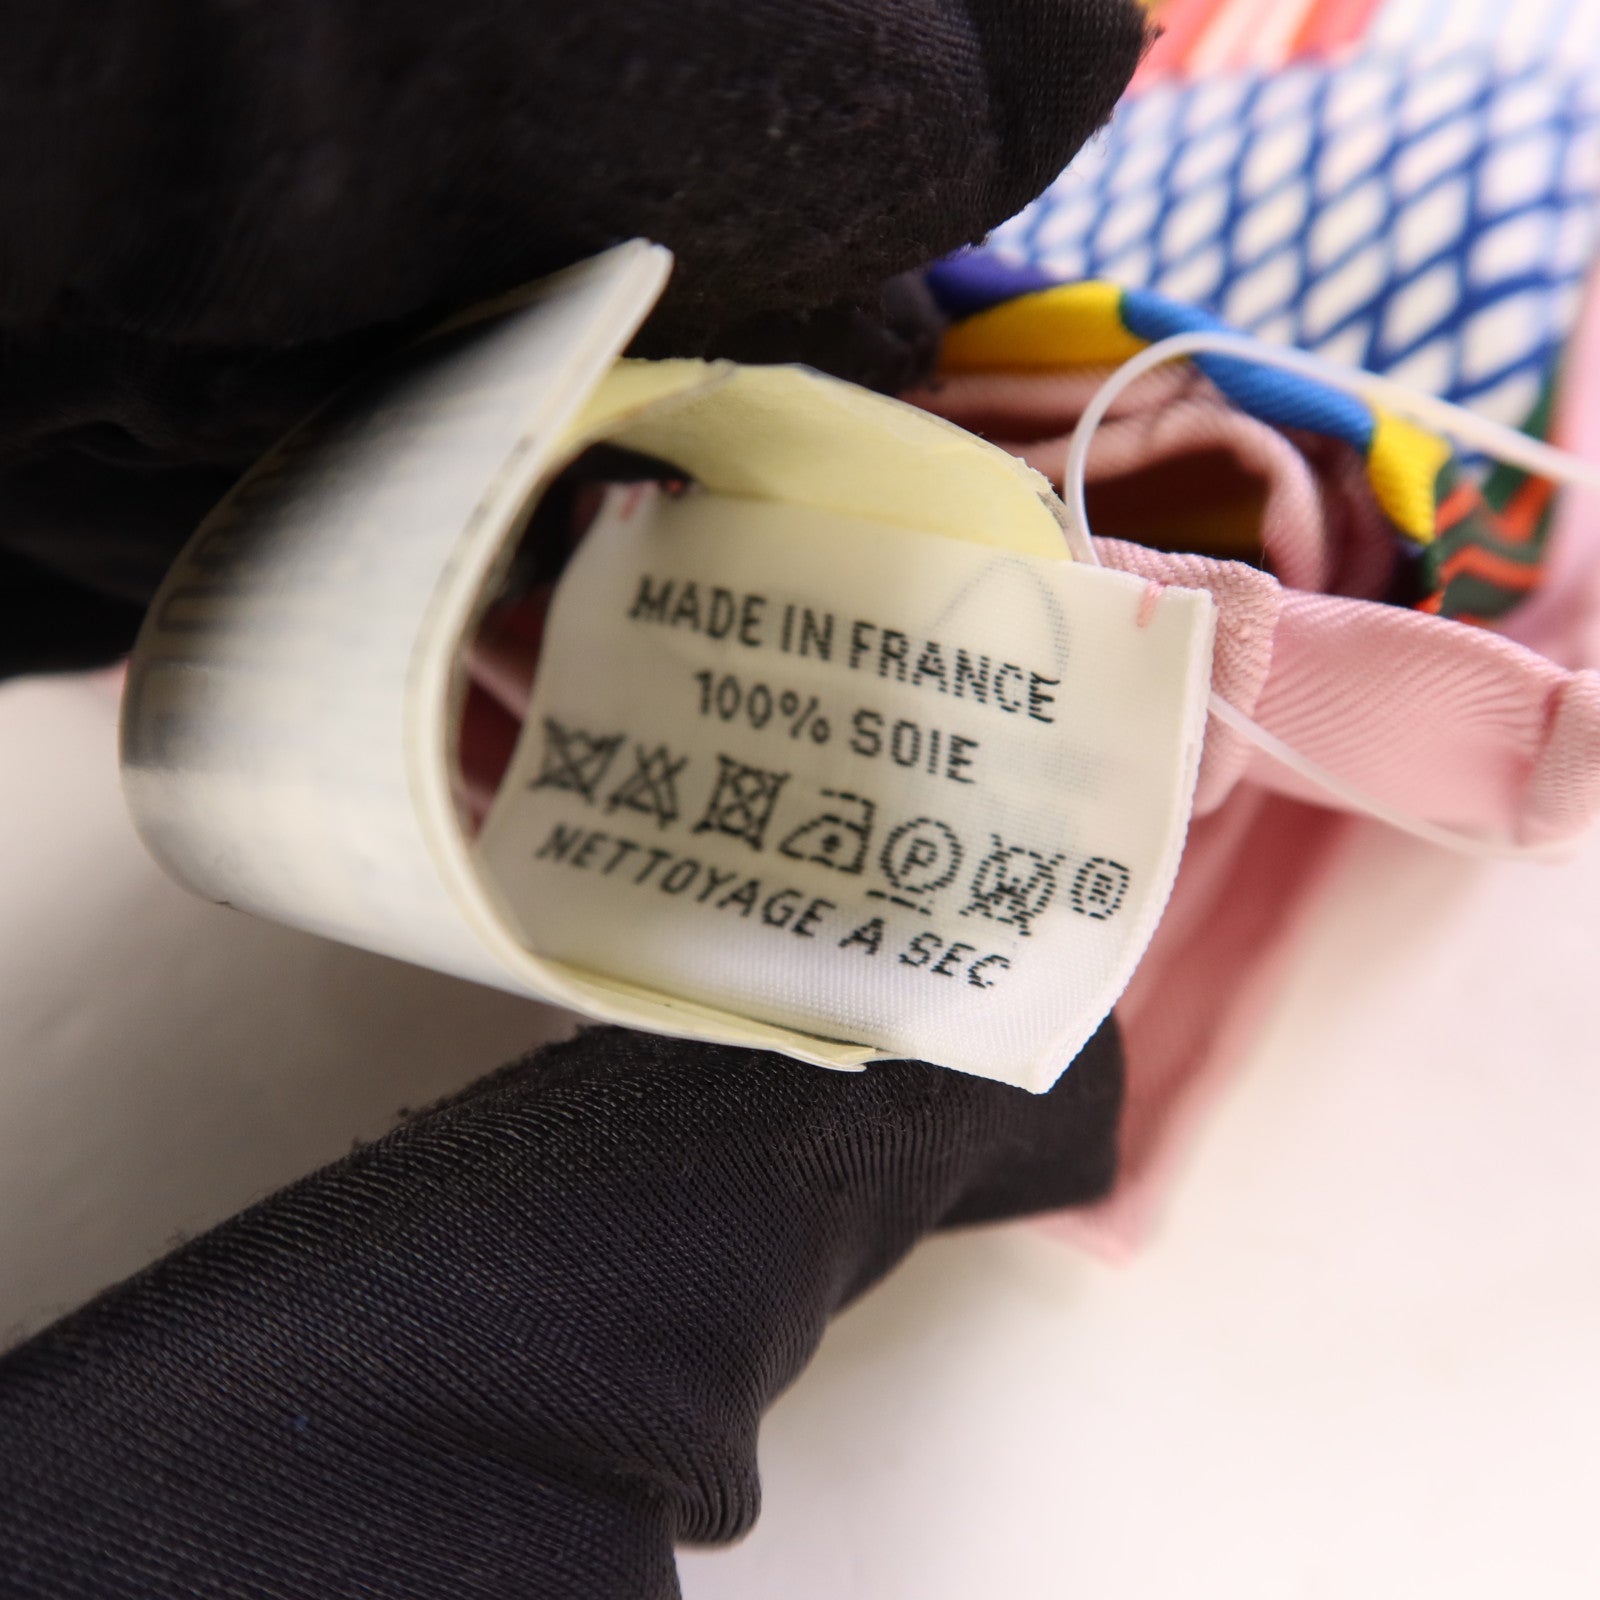 MADE IN FRANCE
100% SOIE
P
NETTOYAGE A SEC